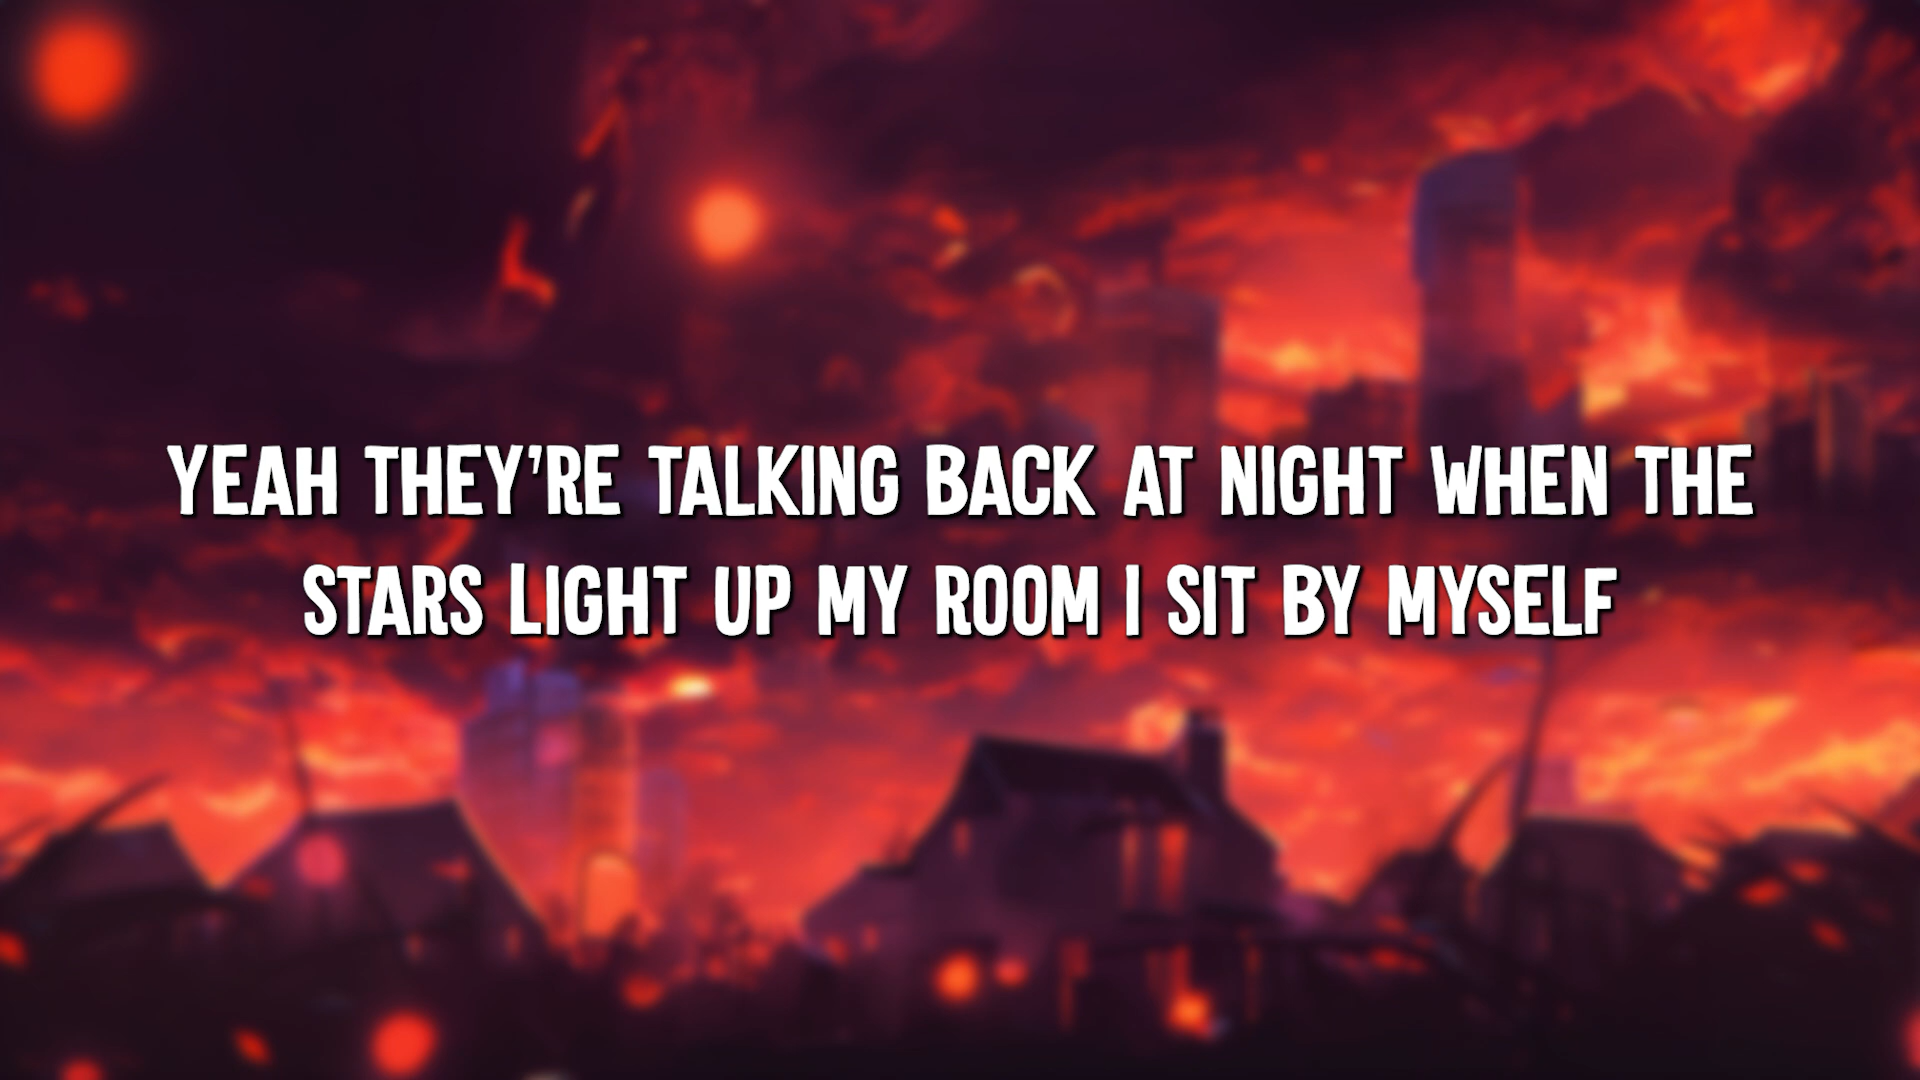 YEAH THEY'RE TALKING BACK AT NIGHT WHEN THE
STARS LIGHT UP MY ROOM I SIT BY MYSELF